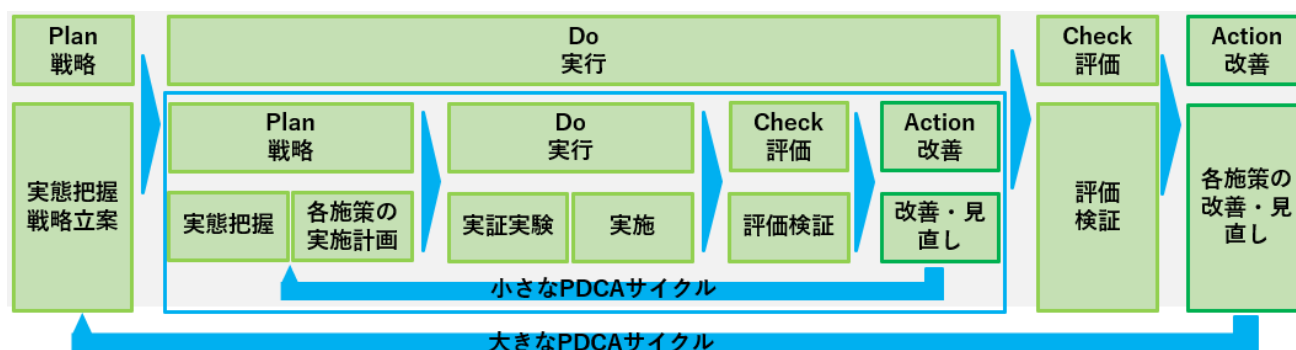 Plan
戦略
Do
実行
Check
評価
Action
改善
実態把握
戦略立案
Plan
戦略
実態把握
各施策の
実施計画
Do
実行
実証実験
実施
Check
評価
評価検証
Action
改善
改善・見
直し
小さなPDCAサイクル
評価
検証
各施策の
改善・見
直し
大きなPDCAサイクル